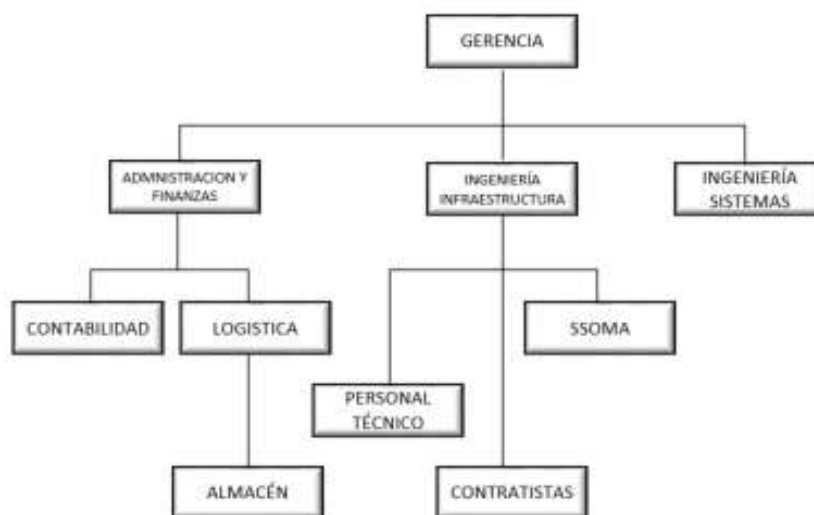 GERENCIA
ADMNISTRACION Y
FINANZAS
INGENIERÍA
INFRAESTRUCTURA
INGENIERÍA
SISTEMAS
CONTABILIDAD
LOGISTICA
SSOMA
PERSONAL
TÉCNICO
ALMACÉN
CONTRATISTAS